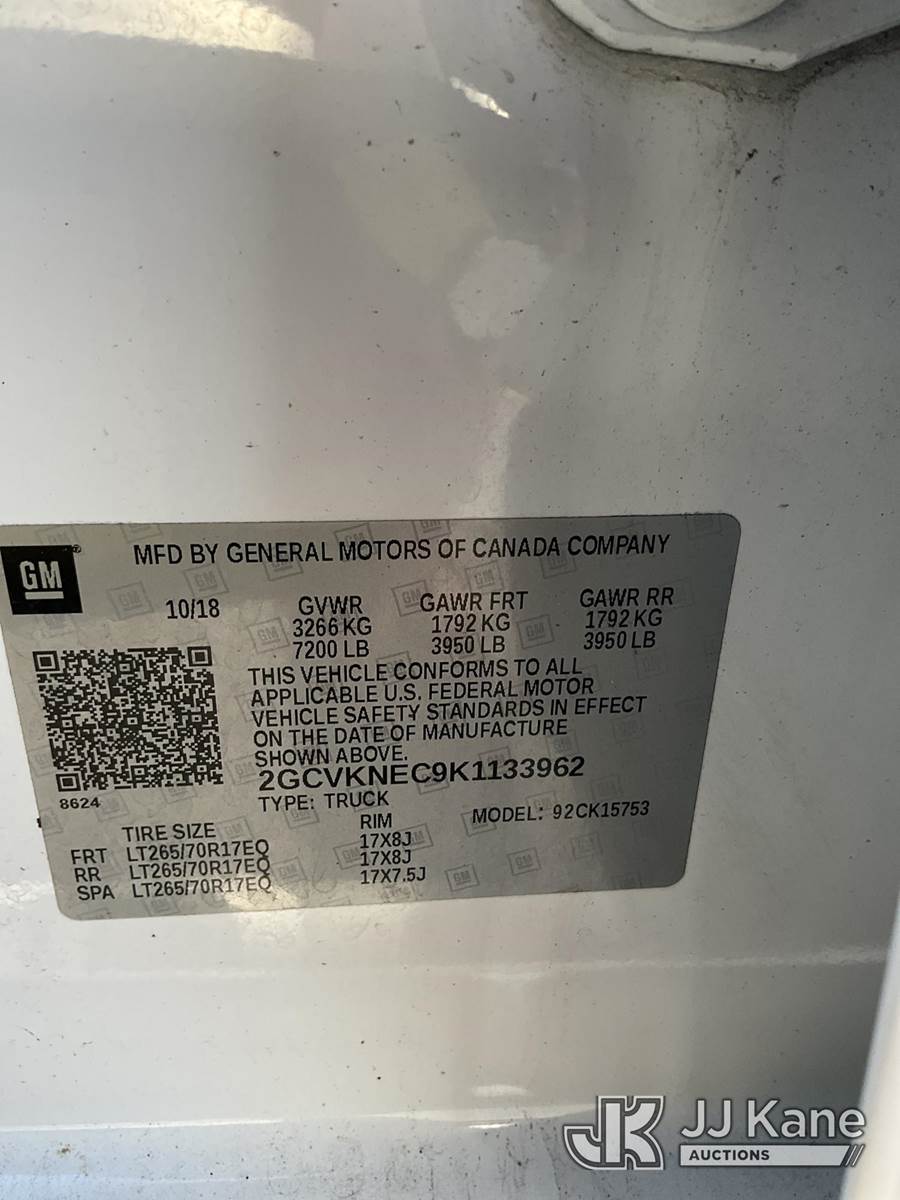 GM
MFD BY GENERAL MOTORS OF CANADA COMPANY
10/18 GVWR GAWR FRT GAWR RR
3266 KG 1792 KG 1792 KG
7200 LB 3950 LB 3950 LB
THIS VEHICLE CONFORMS TO ALL
APPLICABLE U.S. FEDERAL MOTOR
VEHICLE SAFETY STANDARDS IN EFFECT
ON THE DATE OF MANUFACTURE
SHOWN ABOVE.
2GCVKNEC9K1133962
8624
TYPE: TRUCK MODEL: 92CK15753
TIRE SIZE RIM
FRT LT265/70R17EQ 17X8J
RR LT265/70R17EQ 17X8J
SPA LT265/70R17EQ 17X7.5J
JK JJ Kane
AUCTIONS